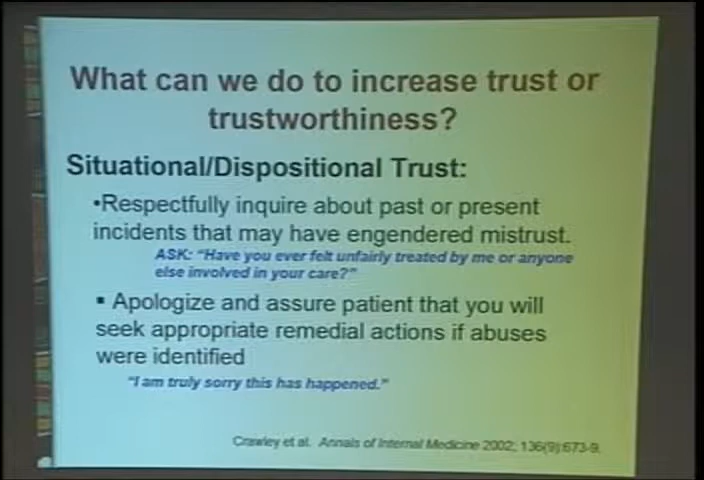 What can we do to increase trust or
trustworthiness?
Situational/Dispositional Trust:
•Respectfully inquire about past or present
incidents that may have engendered mistrust.
ASK: "Have you ever felt unfairly treated by me or anyone
else involved in your care?"
▪ Apologize and assure patient that you will
seek appropriate remedial actions if abuses
were identified
"I am truly sorry this has happened."
Crawley et al. Annals of Internal Medicine 2002; 136(9):673-9.